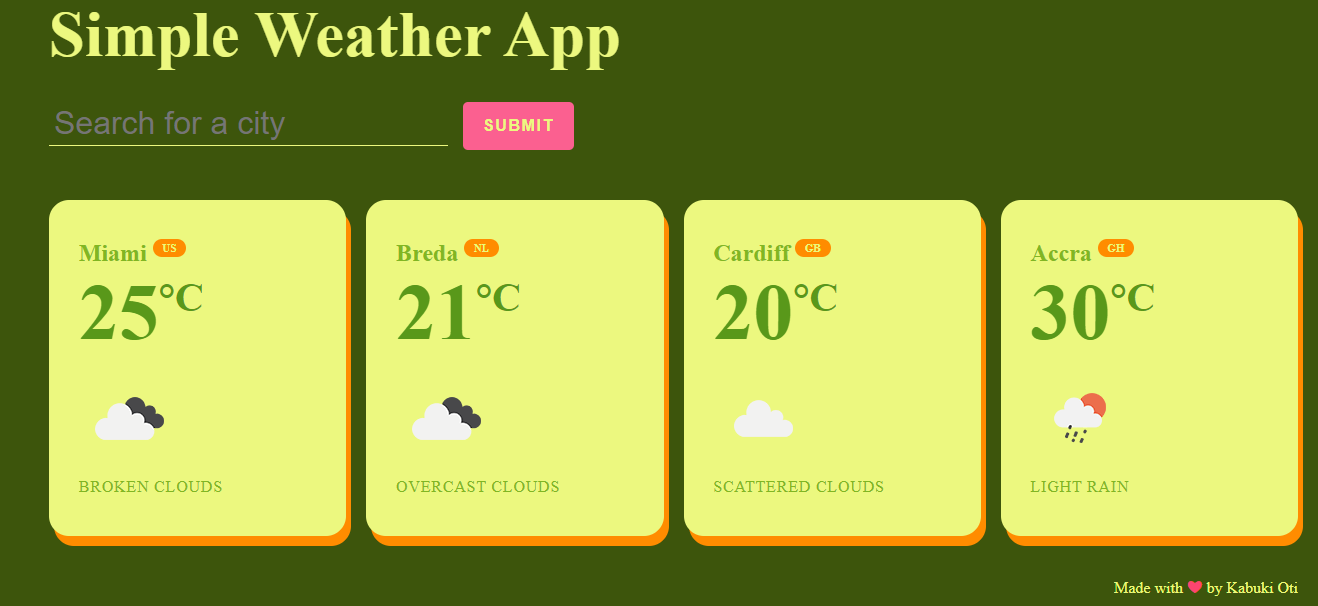 Simple Weather App
Search for a city
SUBMIT
Miami US
25°C
BROKEN CLOUDS
Breda NL
21°C
OVERCAST CLOUDS
Cardiff GB
20°C
SCATTERED CLOUDS
Accra GH
30°C
LIGHT RAIN
Made with ❤ by Kabuki Oti